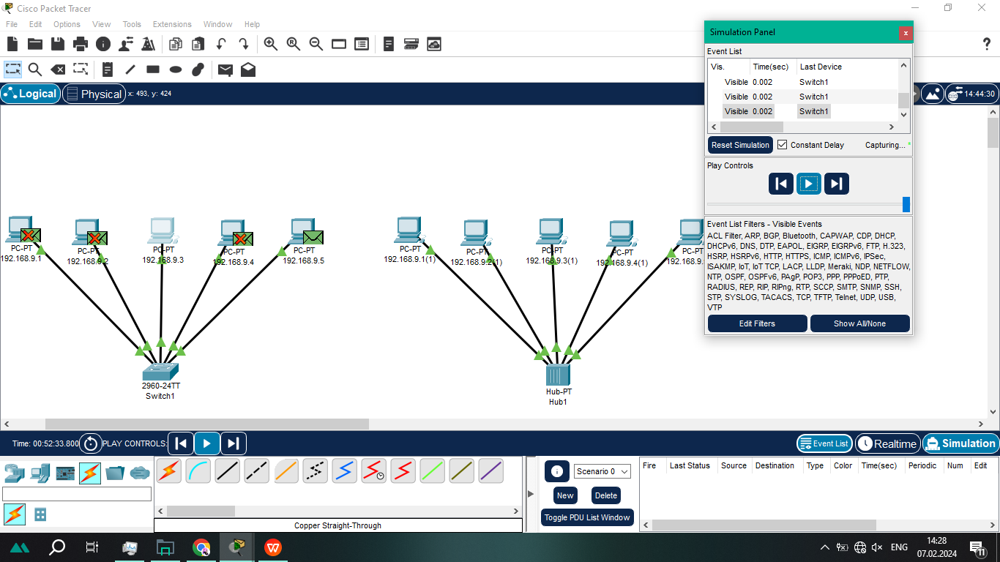 Cisco Packet Tracer
File Edit Options View Tools Extensions Window Help
Logical Physical x: 493, y: 424
14:44:30
Simulation Panel
x
Event List
Vis. Time(sec) Last Device
Visible 0.002 Switch1
Visible 0.002 Switch1
Visible 0.002 Switch1
Reset Simulation Constant Delay Capturing... *
Play Controls
Event List Filters - Visible Events
ACL Filter, ARP, BGP, Bluetooth, CAPWAP, CDP, DHCP,
DHCPv6, DNS, DTP, EAPOL, EIGRP, EIGRPv6, FTP, H.323,
HSRP, HSRPv6, HTTP, HTTPS, ICMP, ICMPv6, IPSec,
ISAKMP, IoT, IoT TCP, LACP, LLDP, Meraki, NDP, NETFLOW,
NTP, OSPF, OSPFv6, PAgP, POP3, PPP, PPPoED, PTP,
RADIUS, REP, RIP, RIPng, RTP, SCCP, SMTP, SNMP, SSH,
STP, SYSLOG, TACACS, TCP, TFTP, Telnet, UDP, USB,
VTP
Edit Filters Show All/None
PC-PT
192.168.9.1
PC-PT
192.168.9.2
PC-PT
192.168.9.3
PC-PT
192.168.9.4
PC-PT
192.168.9.5
PC-PT
192.168.9.1(1)
PC-PT
192.168.9.2(1)
PC-PT
192.168.9.3(1)
PC-PT
192.168.9.4(1)
PC-PT
192.168.9.
2960-24TT
Switch1
Hub-PT
Hub1
Time: 00:52:33.800 PLAY CONTROLS:
Event List Realtime Simulation
Copper Straight-Through
Scenario 0
New Delete
Toggle PDU List Window
Fire Last Status Source Destination Type Color Time(sec) Periodic Num Edit
ENG
14:28
07.02.2024
11